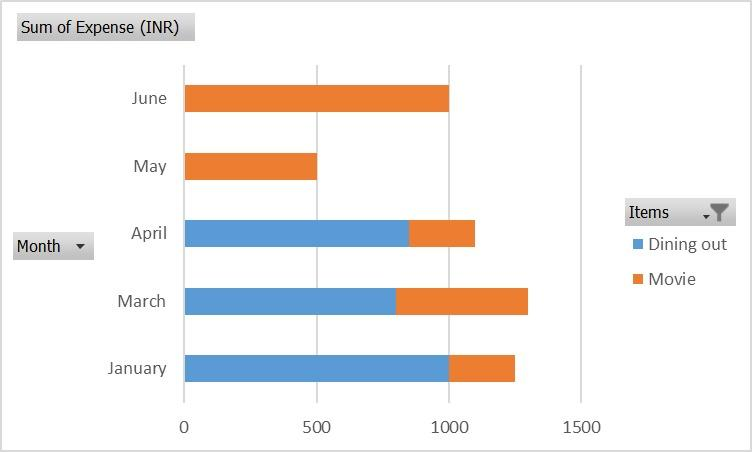 Sum of Expense (INR)
June
May
April
March
January
Month
0 500 1000 1500
Items
Dining out
Movie